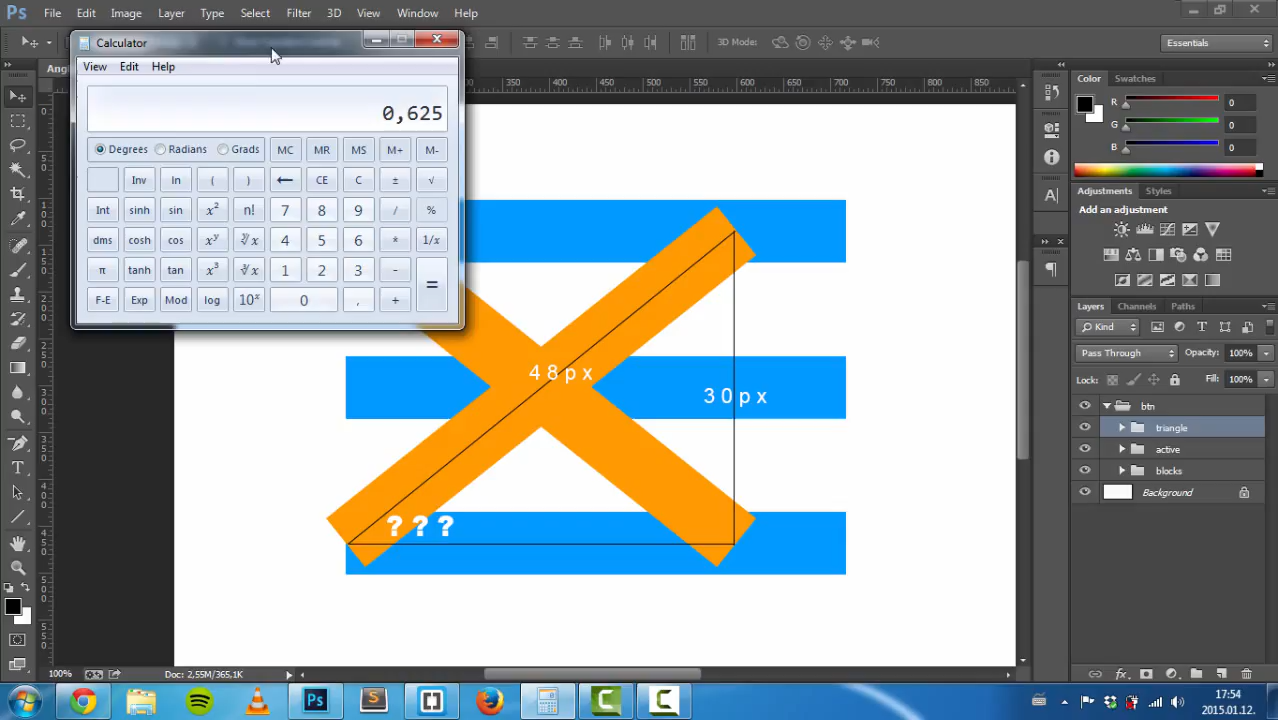 Ps File Edit Image Layer Type Select Filter 3D View Window Help
Calculator
3D Mode:
Essentials
View Edit Help
0,625
Degrees Radians Grads MC MR MS M+ M-
Inv ln ( ) ← CE C ± √
Int sinh sin x² n! 7 8 9 / %
dms cosh cos xʸ ʸ√x 4 5 6 * 1/x
π tanh tan x³ ³√x 1 2 3 - =
F-E Exp Mod log 10ˣ 0 , +
350 400 450 500 550 600 650 700 750 800 850
48px
30px
???
Color Swatches
R 0
G 0
B 0
Adjustments Styles
Add an adjustment
Layers Channels Paths
Kind
Pass Through Opacity: 100%
Lock: Fill: 100%
btn
triangle
active
blocks
Background
100% Doc: 2,55M/365,1K
17:54
2015.01.12.